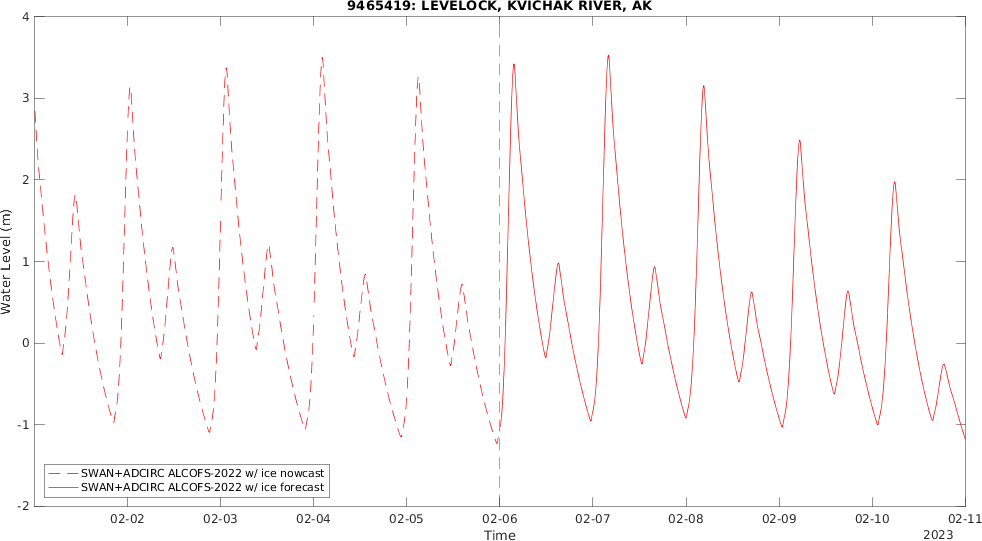 9465419: LEVELOCK, KVICHAK RIVER, AK
4
3
2
1
0
-1
-2
Water Level (m)
SWAN+ADCIRC ALCOFS-2022 w/ ice nowcast
SWAN+ADCIRC ALCOFS-2022 w/ ice forecast
02-02 02-03 02-04 02-05 02-06 02-07 02-08 02-09 02-10 02-11
Time
2023